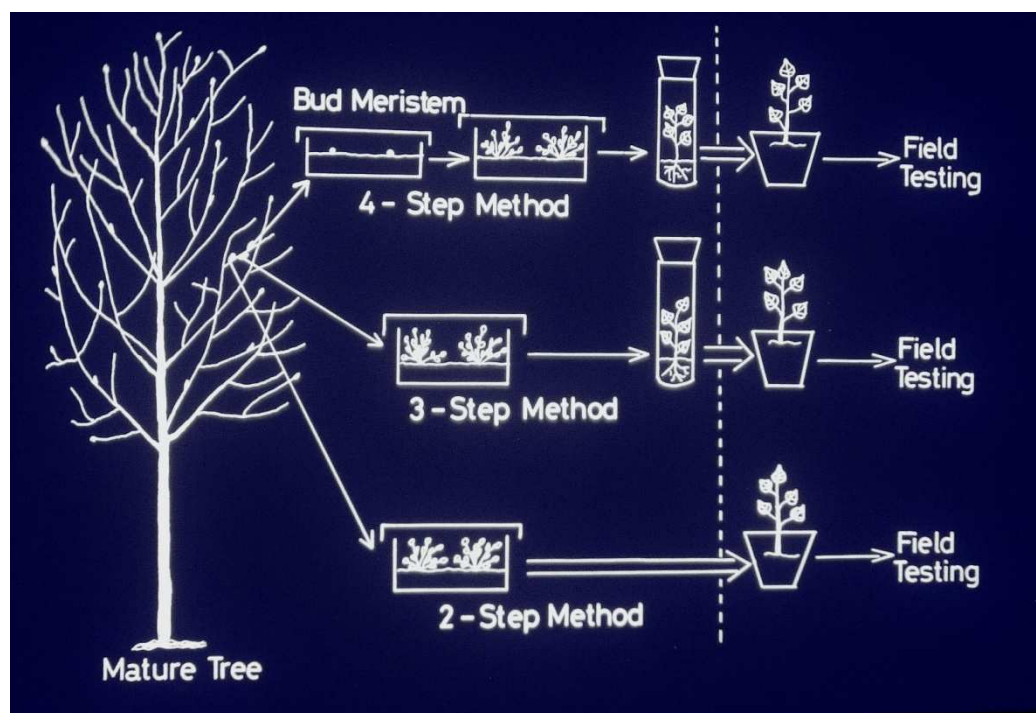 Bud Meristem
4 - Step Method
Field
Testing
3 - Step Method
Field
Testing
2 - Step Method
Field
Testing
Mature Tree